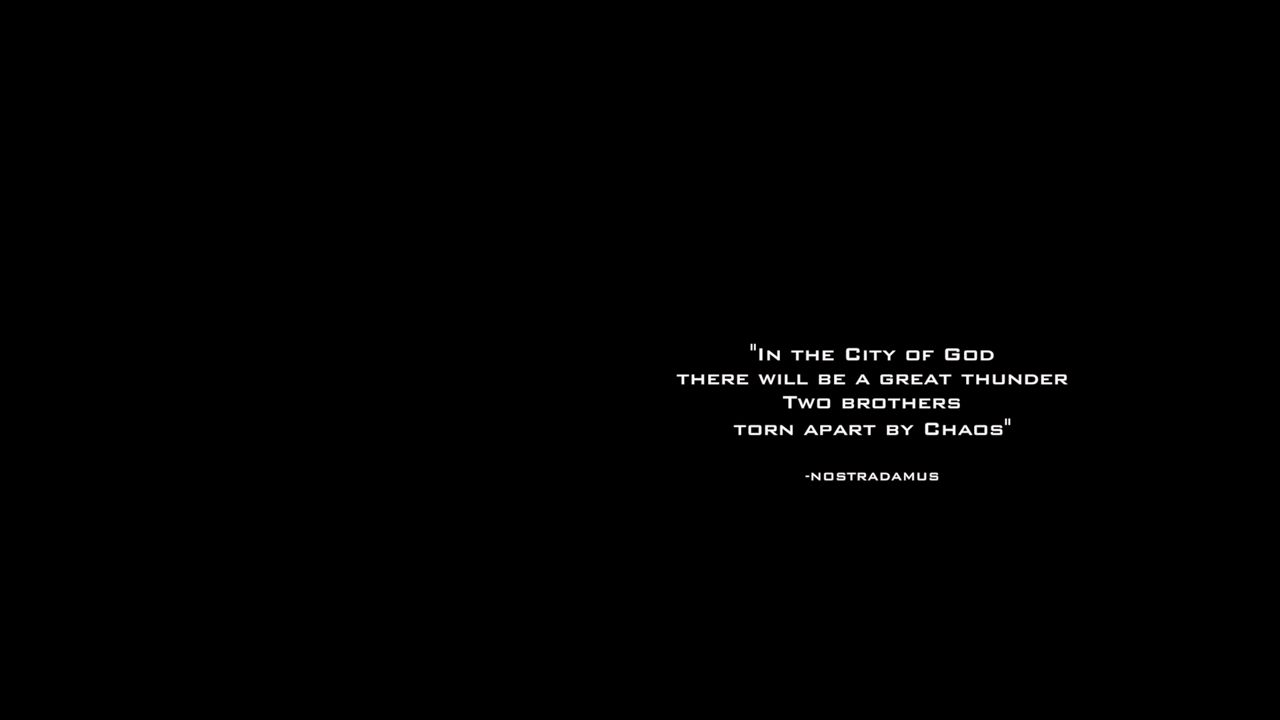 "In the City of God
there will be a great thunder
Two brothers
torn apart by Chaos"
-nostradamus